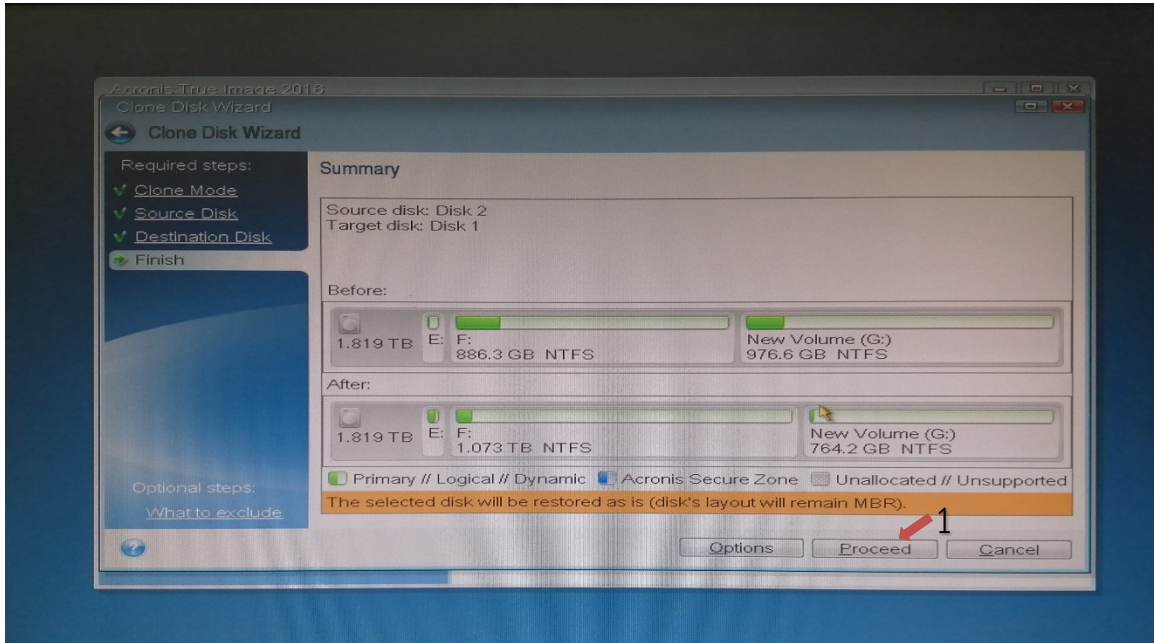 Acronis True Image 2016
Clone Disk Wizard
Clone Disk Wizard
Required steps:
Clone Mode
Source Disk
Destination Disk
Finish
Optional steps:
What to exclude
Summary
Source disk: Disk 2
Target disk: Disk 1
Before:
1.819 TB
E:
F:
886.3 GB NTFS
New Volume (G:)
976.6 GB NTFS
After:
1.819 TB
E:
F:
1.073 TB NTFS
New Volume (G:)
764.2 GB NTFS
Primary // Logical // Dynamic Acronis Secure Zone Unallocated // Unsupported
The selected disk will be restored as is (disk's layout will remain MBR).
1
Options Proceed Cancel